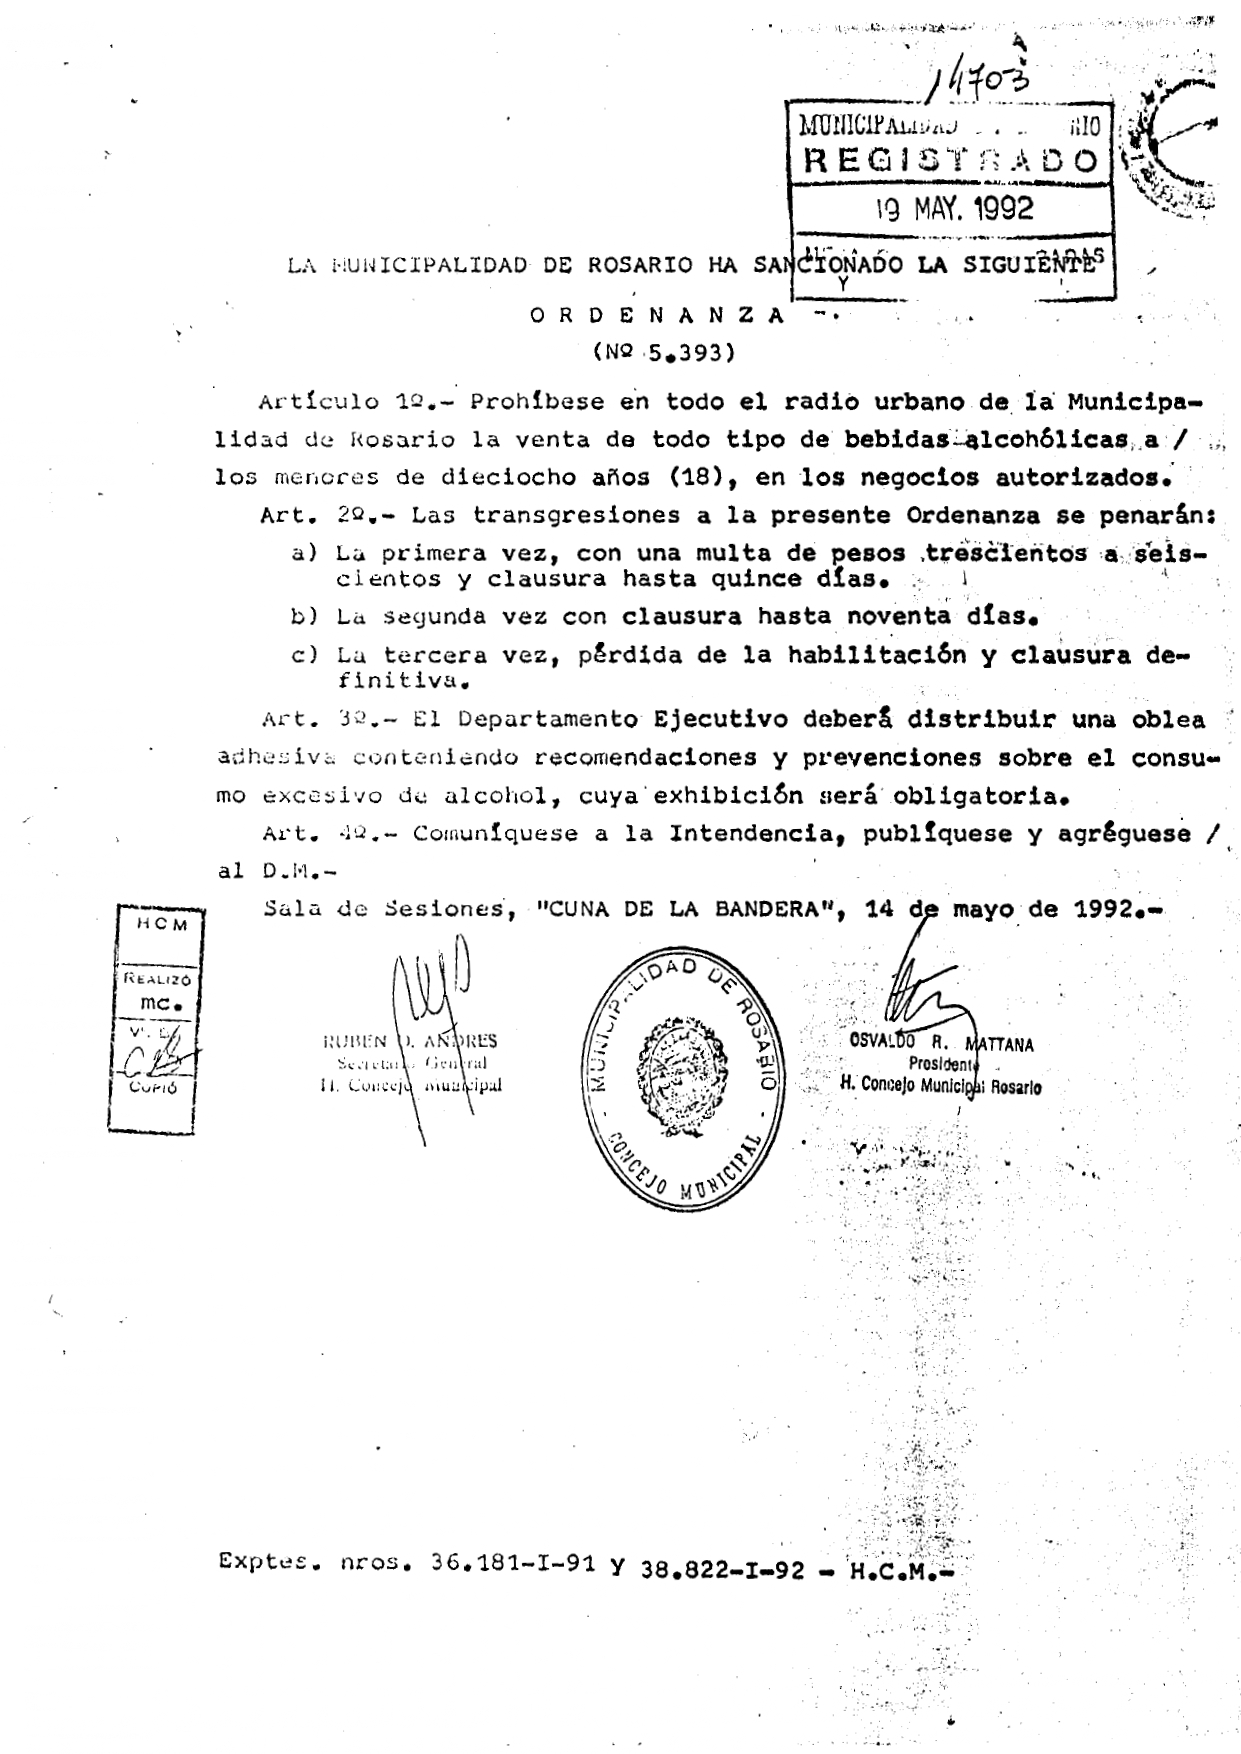 14703
MUNICIPALIDAD
REGISTRADO
19 MAY. 1992
LA MUNICIPALIDAD DE ROSARIO HA SANCIONADO LA SIGUIENTE
Y
O R D E N A N Z A -.
(Nº 5.393)
Artículo 1º.- Prohíbese en todo el radio urbano de la Municipa-
lidad de Rosario la venta de todo tipo de bebidas alcohólicas a /
los menores de dieciocho años (18), en los negocios autorizados.
Art. 2º.- Las transgresiones a la presente Ordenanza se penarán:
a) La primera vez, con una multa de pesos trescientos a seis-
cientos y clausura hasta quince días.
b) La segunda vez con clausura hasta noventa días.
c) La tercera vez, pérdida de la habilitación y clausura de-
finitiva.
Art. 3º.- El Departamento Ejecutivo deberá distribuir una oblea
adhesiva conteniendo recomendaciones y prevenciones sobre el consu-
mo excesivo de alcohol, cuya exhibición será obligatoria.
Art. 4º.- Comuníquese a la Intendencia, publíquese y agréguese /
al D.M.-
Sala de Sesiones, "CUNA DE LA BANDERA", 14 de mayo de 1992.-
HCM
REALIZÓ
mc.
COPIÓ
RUBEN D. ANDRES
Secretario General
H. Concejo Municipal
MUNICIPALIDAD DE ROSARIO
- CONCEJO MUNICIPAL -
OSVALDO R. MATTANA
Presidente
H. Concejo Municipal Rosario
Exptes. nros. 36.181-I-91 y 38.822-I-92 - H.C.M.-